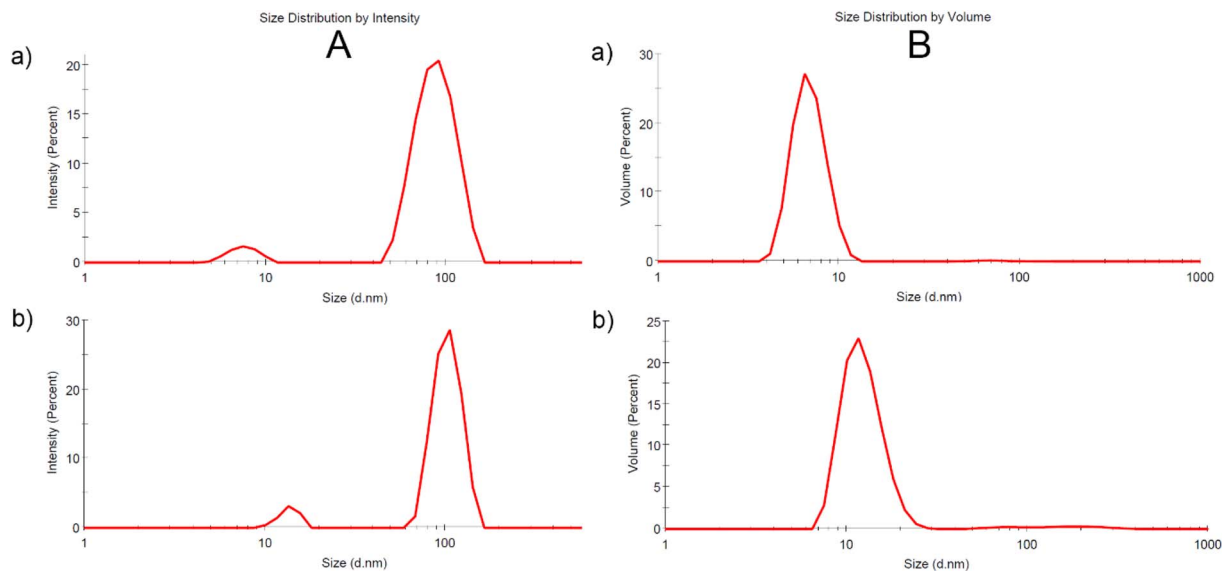 Size Distribution by Intensity
A
a)
20
15
10
5
0
Intensity (Percent)
1
10
100
Size (d.nm)
Size Distribution by Volume
B
a)
30
20
10
0
Volume (Percent)
1
10
100
1000
Size (d.nm)
b)
30
20
10
0
Intensity (Percent)
1
10
100
Size (d.nm)
b)
25
20
15
10
5
0
Volume (Percent)
1
10
100
1000
Size (d.nm)